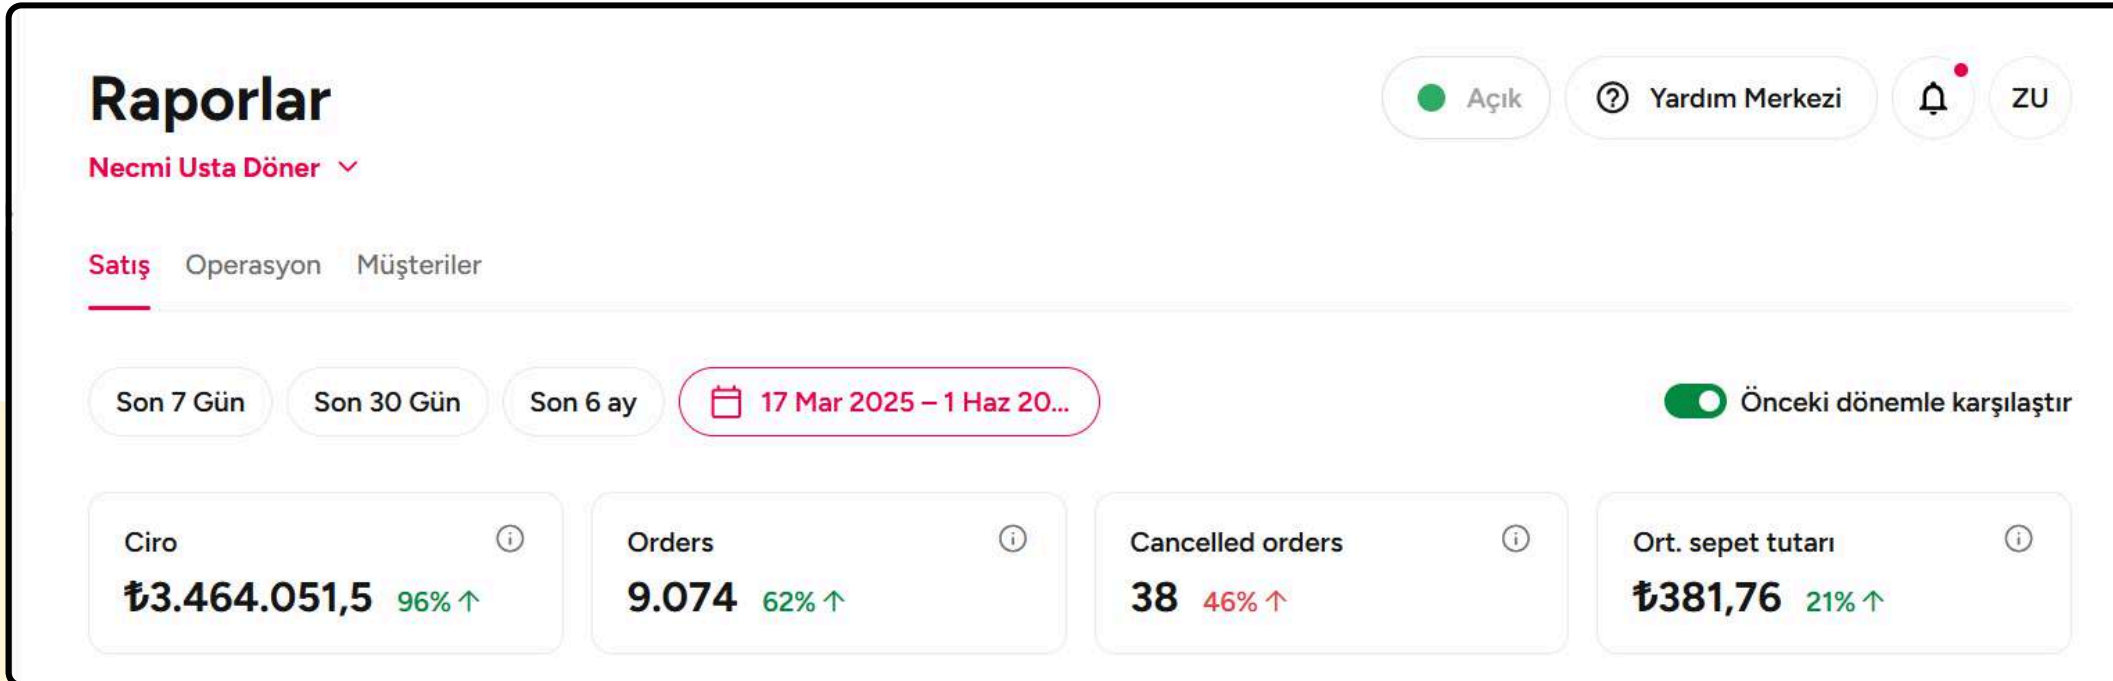 Raporlar
Açık
Yardım Merkezi
ZU
Necmi Usta Döner
Satış Operasyon Müşteriler
Son 7 Gün Son 30 Gün Son 6 ay 17 Mar 2025 – 1 Haz 20... Önceki dönemle karşılaştır
Ciro
₺3.464.051,5 96% ↑
Orders
9.074 62% ↑
Cancelled orders
38 46% ↑
Ort. sepet tutarı
₺381,76 21% ↑